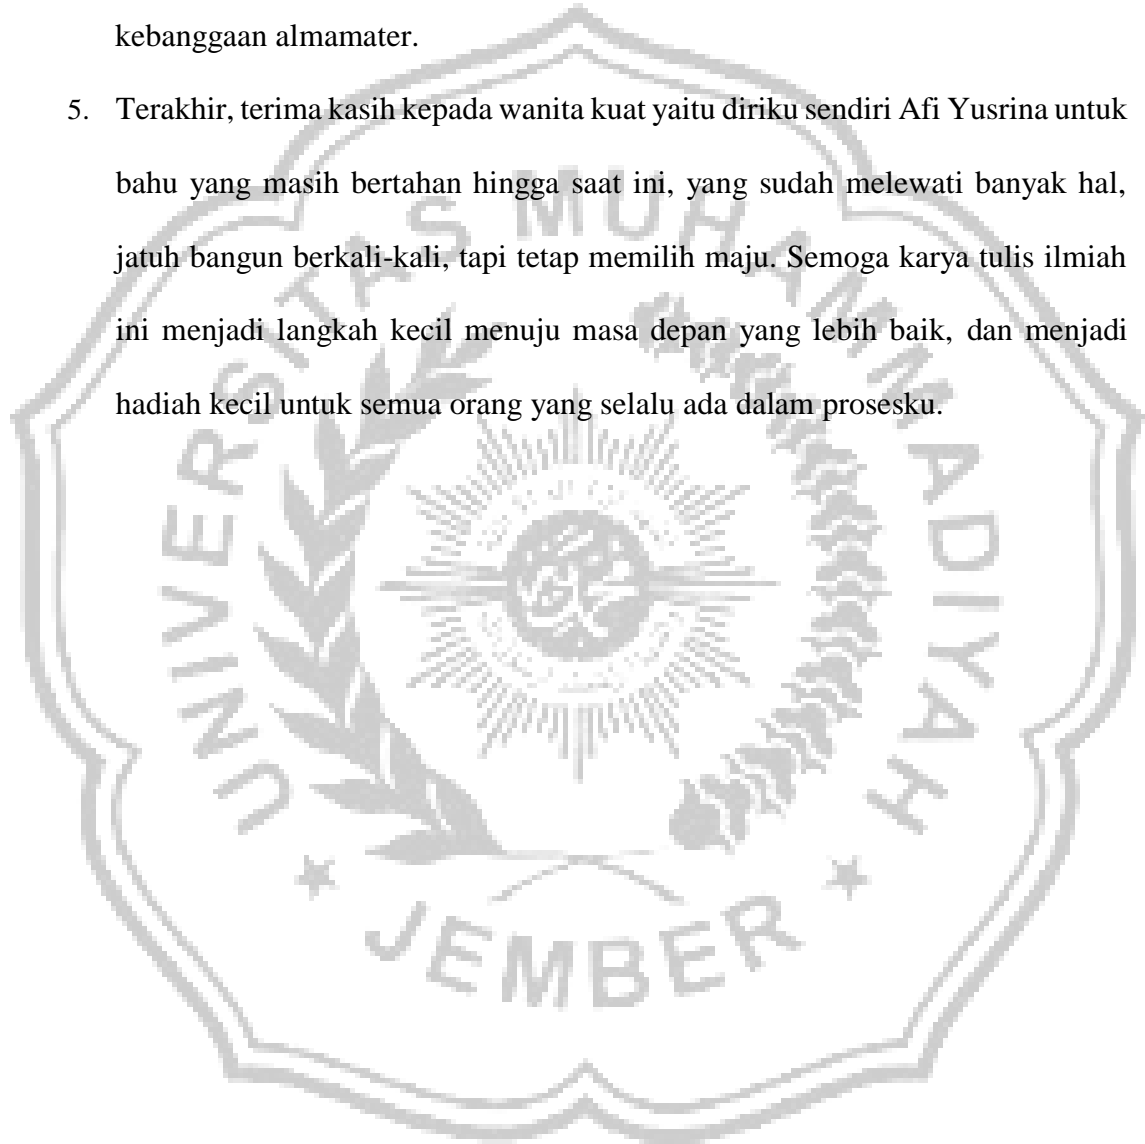 kebanggaan almamater.
5. Terakhir, terima kasih kepada wanita kuat yaitu diriku sendiri Afi Yusrina untuk
bahu yang masih bertahan hingga saat ini, yang sudah melewati banyak hal,
jatuh bangun berkali-kali, tapi tetap memilih maju. Semoga karya tulis ilmiah
ini menjadi langkah kecil menuju masa depan yang lebih baik, dan menjadi
hadiah kecil untuk semua orang yang selalu ada dalam prosesku.
UNIVERSITAS MUHAMMADIYAH
JEMBER